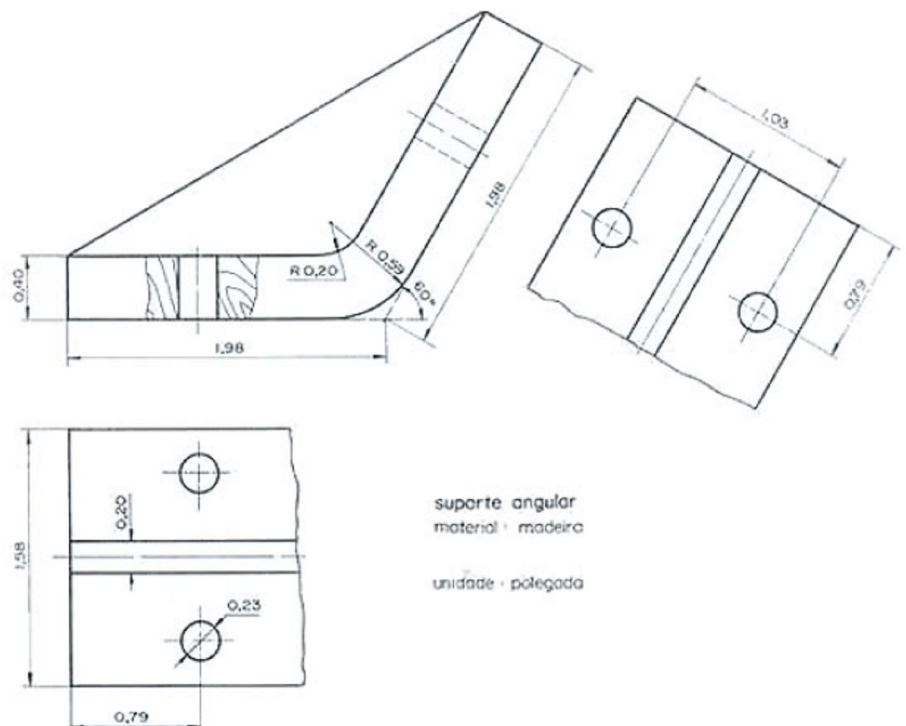 1,03
1,98
0,40
R 0,20
R 0,59
60°
0,79
1,98
1,58
0,20
0,23
0,79
suporte angular
material: madeira
unidade: polegada